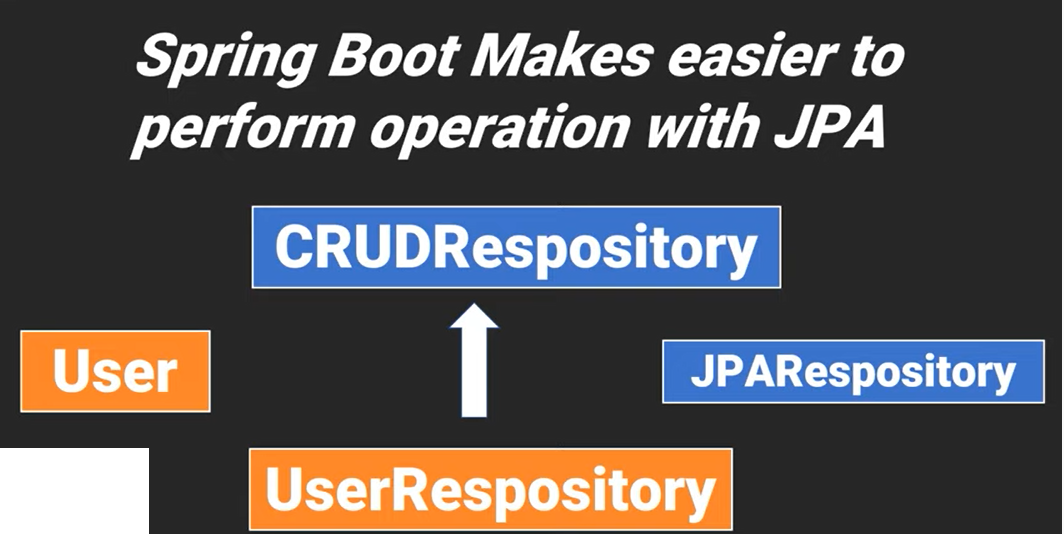 Spring Boot Makes easier to
perform operation with JPA
CRUDRespository
User
JPARespository
UserRespository